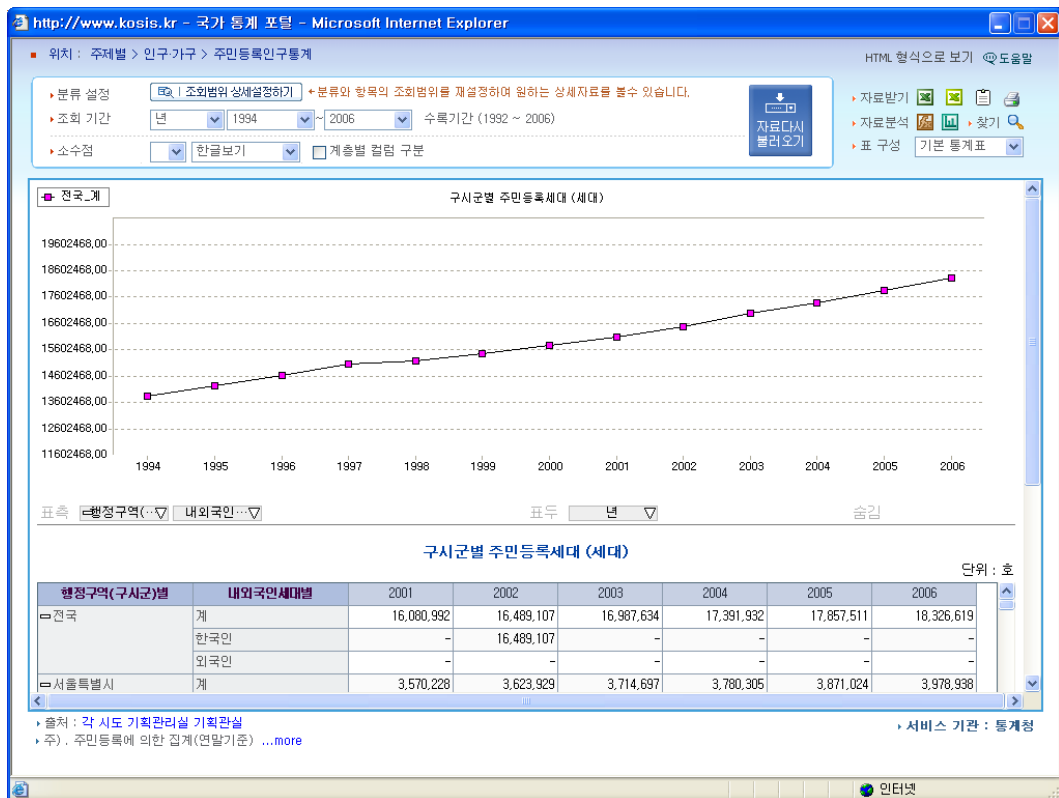 http://www.kosis.kr - 국가 통계 포털 - Microsoft Internet Explorer
위치 : 주제별 > 인구·가구 > 주민등록인구통계
HTML 형식으로 보기 도움말
분류 설정 조회범위 상세설정하기 분류와 항목의 조회범위를 재설정하여 원하는 상세자료를 볼수 있습니다.
조회 기간 년 1994 ~ 2006 수록기간 (1992 ~ 2006)
소수점 한글보기 계층별 컬럼 구분
자료다시
불러오기
자료받기
자료분석 찾기
표 구성 기본 통계표
전국_계
구시군별 주민등록세대 (세대)
19602468,00
18602468,00
17602468,00
16602468,00
15602468,00
14602468,00
13602468,00
12602468,00
11602468,00
1994 1995 1996 1997 1998 1999 2000 2001 2002 2003 2004 2005 2006
표측 행정구역(··▽ 내외국인···▽ 표두 년 ▽ 숨김
구시군별 주민등록세대 (세대)
단위 : 호
행정구역(구시군)별 내외국인세대별 2001 2002 2003 2004 2005 2006
전국 계 16,080,992 16,489,107 16,987,634 17,391,932 17,857,511 18,326,619
한국인 - 16,489,107 - - - -
외국인 - - - - - -
서울특별시 계 3,570,228 3,623,929 3,714,697 3,780,305 3,871,024 3,978,938
출처 : 각 시도 기획관리실 기획관실
주) . 주민등록에 의한 집계(연말기준) ...more
서비스 기관 : 통계청
인터넷